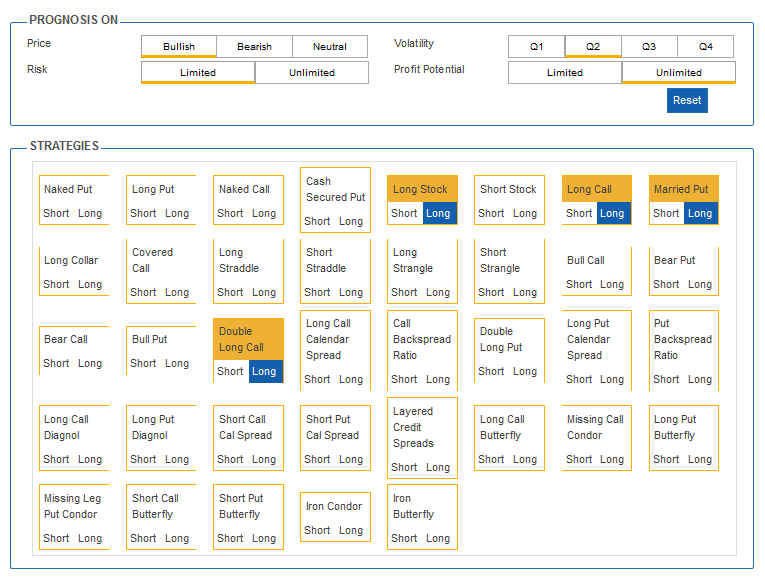 PROGNOSIS ON
Price Bullish Bearish Neutral Volatility Q1 Q2 Q3 Q4
Risk Limited Unlimited Profit Potential Limited Unlimited
Reset
STRATEGIES
Naked Put
Short Long
Long Put
Short Long
Naked Call
Short Long
Cash
Secured Put
Short Long
Long Stock
Short Long
Short Stock
Short Long
Long Call
Short Long
Married Put
Short Long
Long Collar
Short Long
Covered
Call
Short Long
Long
Straddle
Short Long
Short
Straddle
Short Long
Long
Strangle
Short Long
Short
Strangle
Short Long
Bull Call
Short Long
Bear Put
Short Long
Bear Call
Short Long
Bull Put
Short Long
Double
Long Call
Short Long
Long Call
Calendar
Spread
Short Long
Call
Backspread
Ratio
Short Long
Double
Long Put
Short Long
Long Put
Calendar
Spread
Short Long
Put
Backspread
Ratio
Short Long
Long Call
Diagnol
Short Long
Long Put
Diagnol
Short Long
Short Call
Cal Spread
Short Long
Short Put
Cal Spread
Short Long
Layered
Credit
Spreads
Short Long
Long Call
Butterfly
Short Long
Missing Call
Condor
Short Long
Long Put
Butterfly
Short Long
Missing Leg
Put Condor
Short Long
Short Call
Butterfly
Short Long
Short Put
Butterfly
Short Long
Iron Condor
Short Long
Iron
Butterfly
Short Long